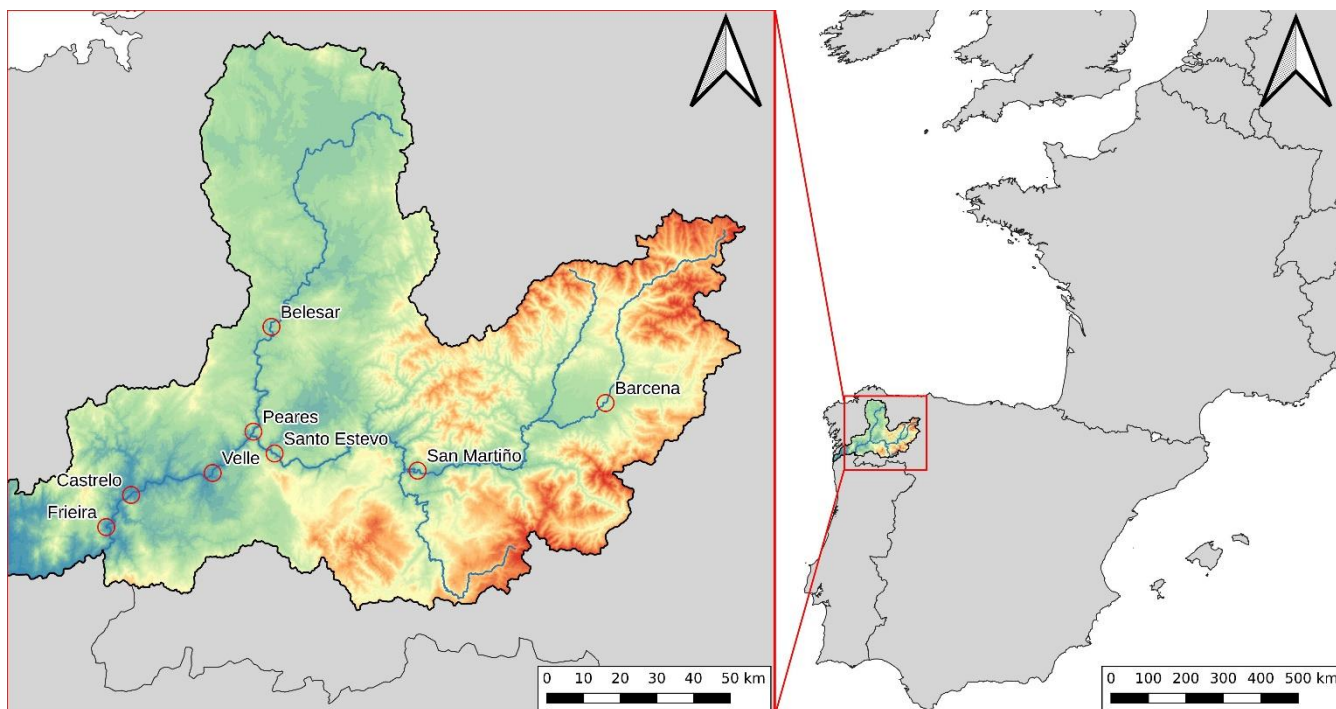 Belesar
Barcena
Peares
Santo Estevo
San Martiño
Velle
Castrelo
Frieira
0 10 20 30 40 50 km
0 100 200 300 400 500 km